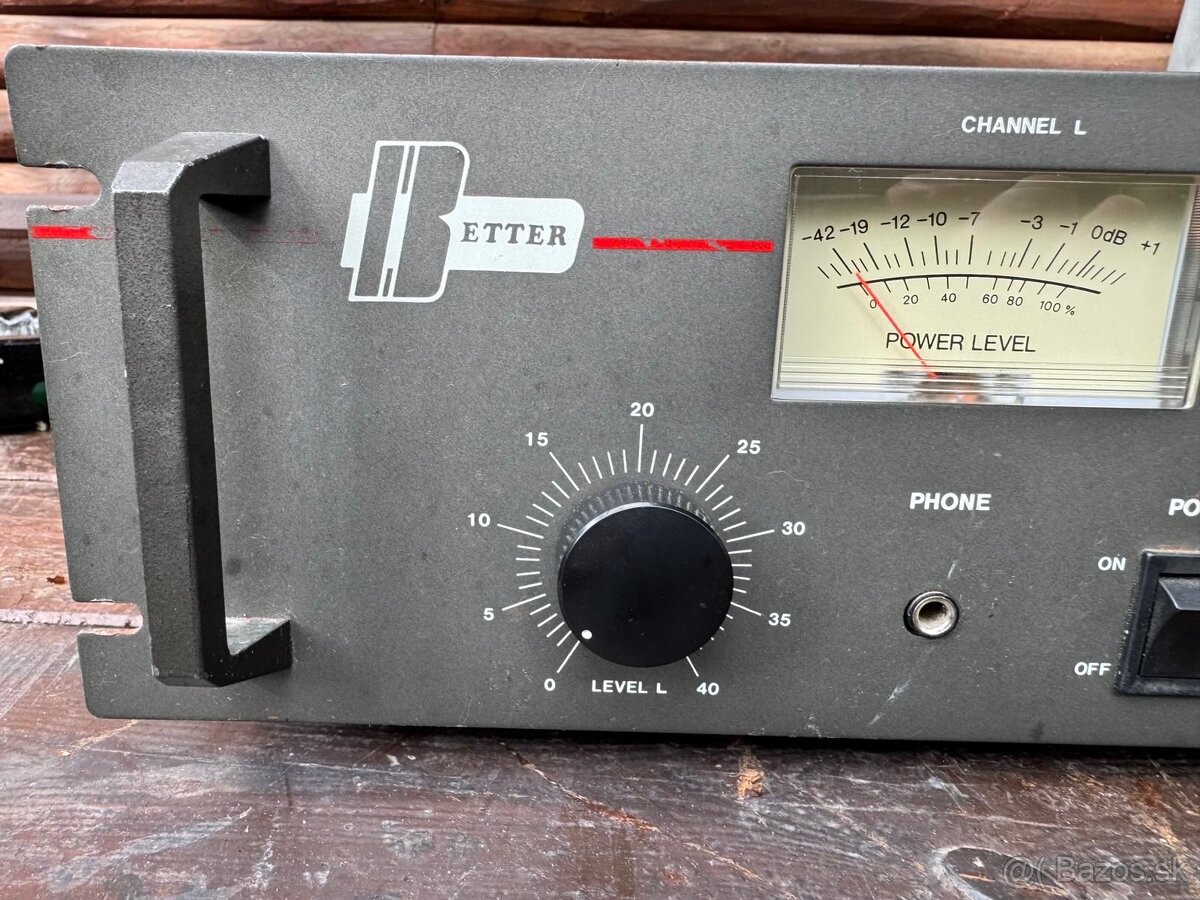 CHANNEL L
BETTER
-42 -19 -12 -10 -7 -3 -1 0dB +1
0 20 40 60 80 100 %
POWER LEVEL
20
15 25
10 30
5 35
0 LEVEL L 40
PHONE
PO
ON
OFF
@( Bazos.sk